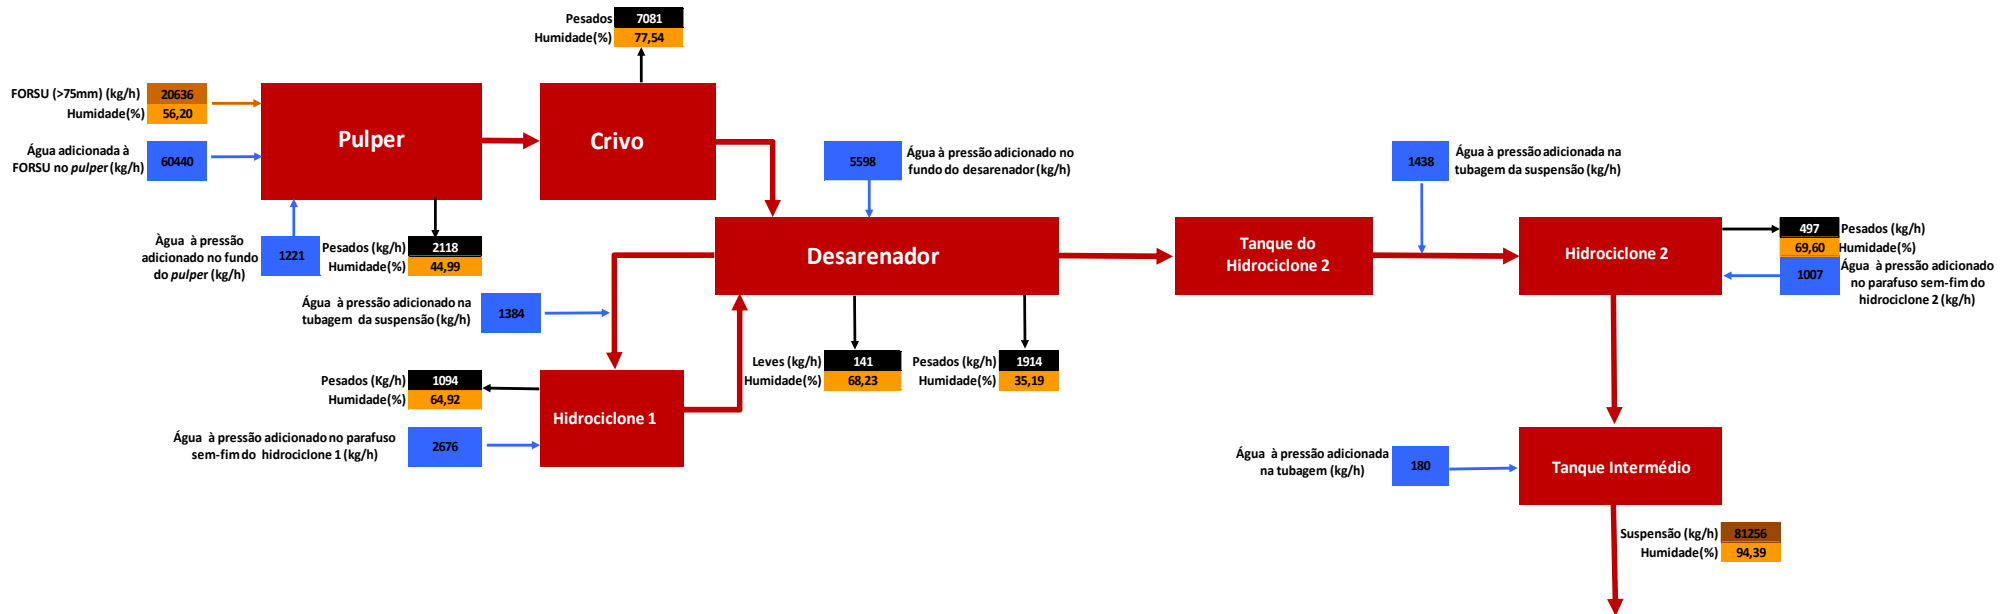 Pesados 7081
Humidade(%) 77,54
FORSU (>75mm) (kg/h) 20636
Humidade(%) 56,20
Água adicionada à
FORSU no pulper (kg/h)
60440
Pulper
Crivo
Àgua à pressão
adicionado no fundo
do pulper (kg/h)
1221
Pesados (kg/h) 2118
Humidade(%) 44,99
5598
Água à pressão adicionado no
fundo do desarenador (kg/h)
Desarenador
Água à pressão adicionado na
tubagem da suspensão (kg/h)
1384
Pesados (Kg/h) 1094
Humidade(%) 64,92
Hidrociclone 1
Água à pressão adicionado no parafuso
sem-fim do hidrociclone 1 (kg/h)
2676
Leves (kg/h) 141
Humidade(%) 68,23
Pesados (kg/h) 1914
Humidade(%) 35,19
Tanque do
Hidrociclone 2
1438
Água à pressão adicionada na
tubagem da suspensão (kg/h)
Hidrociclone 2
497 Pesados (kg/h)
69,60 Humidade(%)
1007
Água à pressão adicionado
no parafuso sem-fim do
hidrociclone 2 (kg/h)
Água à pressão adicionada
na tubagem (kg/h)
180
Tanque Intermédio
Suspensão (kg/h) 81256
Humidade(%) 94,39